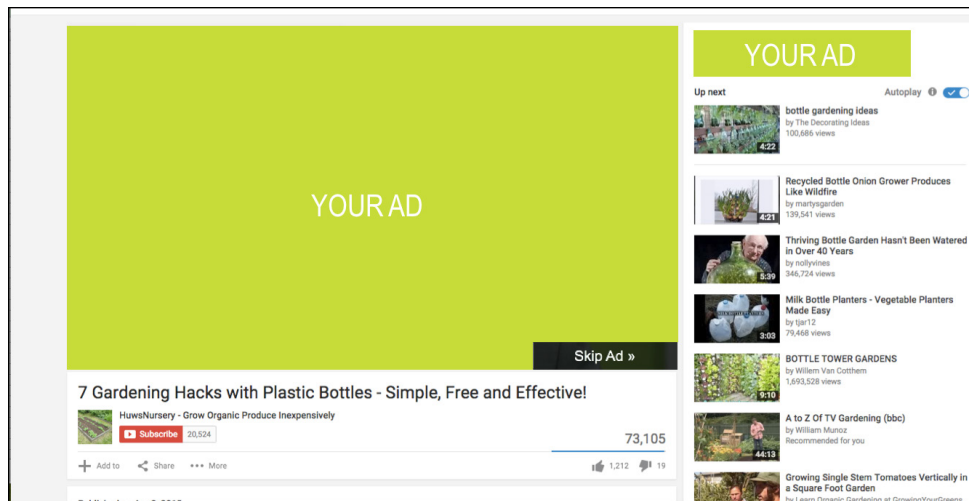 YOUR AD
Skip Ad »
7 Gardening Hacks with Plastic Bottles - Simple, Free and Effective!
HuwsNursery - Grow Organic Produce Inexpensively
Subscribe 20,524
73,105
Add to Share More 1,212 19
YOUR AD
Up next Autoplay
bottle gardening ideas
by The Decorating Ideas
100,686 views
4:22
Recycled Bottle Onion Grower Produces
Like Wildfire
by martysgarden
139,541 views
4:21
Thriving Bottle Garden Hasn't Been Watered
in Over 40 Years
by nollyvines
346,724 views
5:39
Milk Bottle Planters - Vegetable Planters
Made Easy
by tjar12
79,468 views
3:03
BOTTLE TOWER GARDENS
by Willem Van Cotthem
1,693,528 views
9:10
A to Z Of TV Gardening (bbc)
by William Munoz
Recommended for you
44:13
Growing Single Stem Tomatoes Vertically in
a Square Foot Garden
by Learn Organic Gardening at GrowingYourGreens